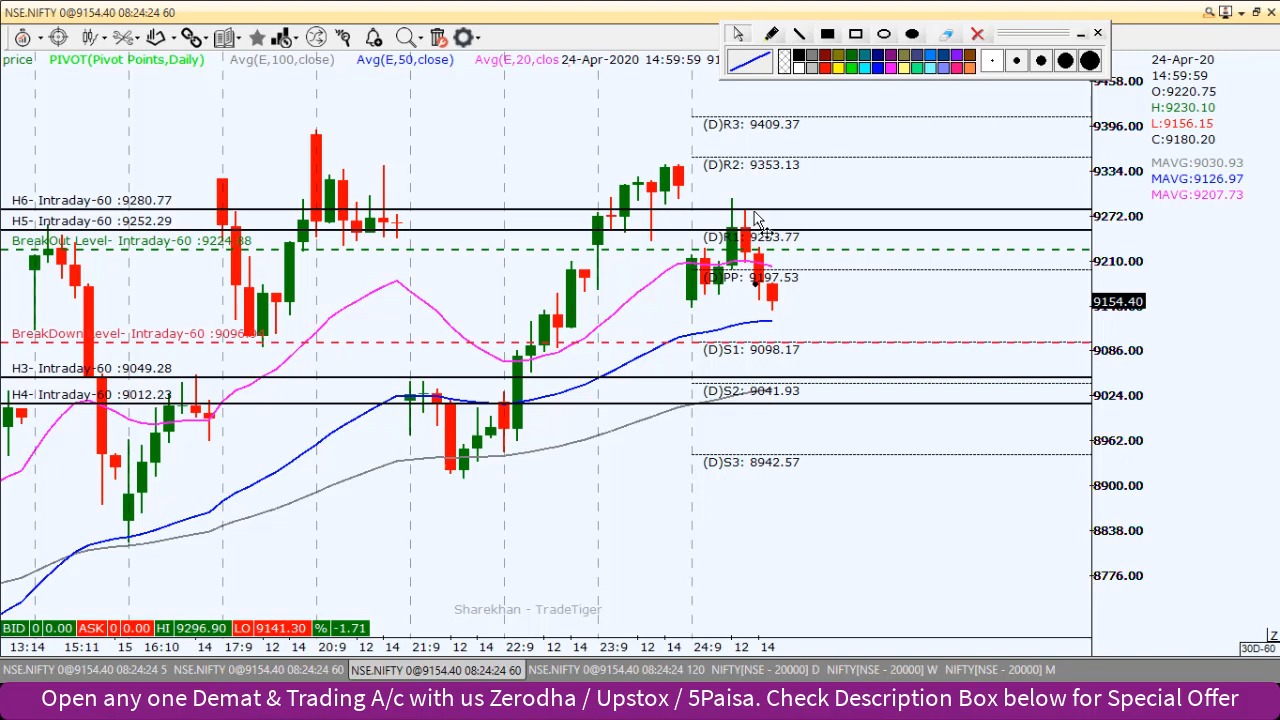 NSE.NIFTY 0@9154.40 08:24:24 60
price PIVOT(Pivot Points,Daily) Avg(E,100,close) Avg(E,50,close) Avg(E,20,clos 24-Apr-2020 14:59:59
24-Apr-20
14:59:59
O:9220.75
H:9230.10
L:9156.15
C:9180.20
MAVG:9030.93
MAVG:9126.97
MAVG:9207.73
9458.00
9396.00
9334.00
9272.00
9210.00
9154.40
9086.00
9024.00
8962.00
8900.00
8838.00
8776.00
(D)R3: 9409.37
(D)R2: 9353.13
(D)R1: 9253.77
(D)PP: 9197.53
(D)S1: 9098.17
(D)S2: 9041.93
(D)S3: 8942.57
H6- Intraday-60 :9280.77
H5- Intraday-60 :9252.29
BreakOut Level- Intraday-60 :9224.88
BreakDown Level- Intraday-60
H3- Intraday-60 :9049.28
H4- Intraday-60 :9012.23
Sharekhan - TradeTiger
BID 0 0.00 ASK 0 0.00 HI 9296.90 LO 9141.30 % -1.71
13:14 15:11 16:10 14 17:9 12 14 20:9 12 14 21:9 12 14 22:9 12 14 23:9 12 14 24:9 12 14
Z
30D-60
NSE.NIFTY 0@9154.40 08:24:24 5 NSE.NIFTY 0@9154.40 08:24:24 60 NSE.NIFTY 0@9154.40 08:24:24 60 NSE.NIFTY 0@9154.40 08:24:24 120 NIFTY[NSE - 20000] D NIFTY[NSE - 20000] W NIFTY[NSE - 20000] M
Open any one Demat & Trading A/c with us Zerodha / Upstox / 5Paisa. Check Description Box below for Special Offer